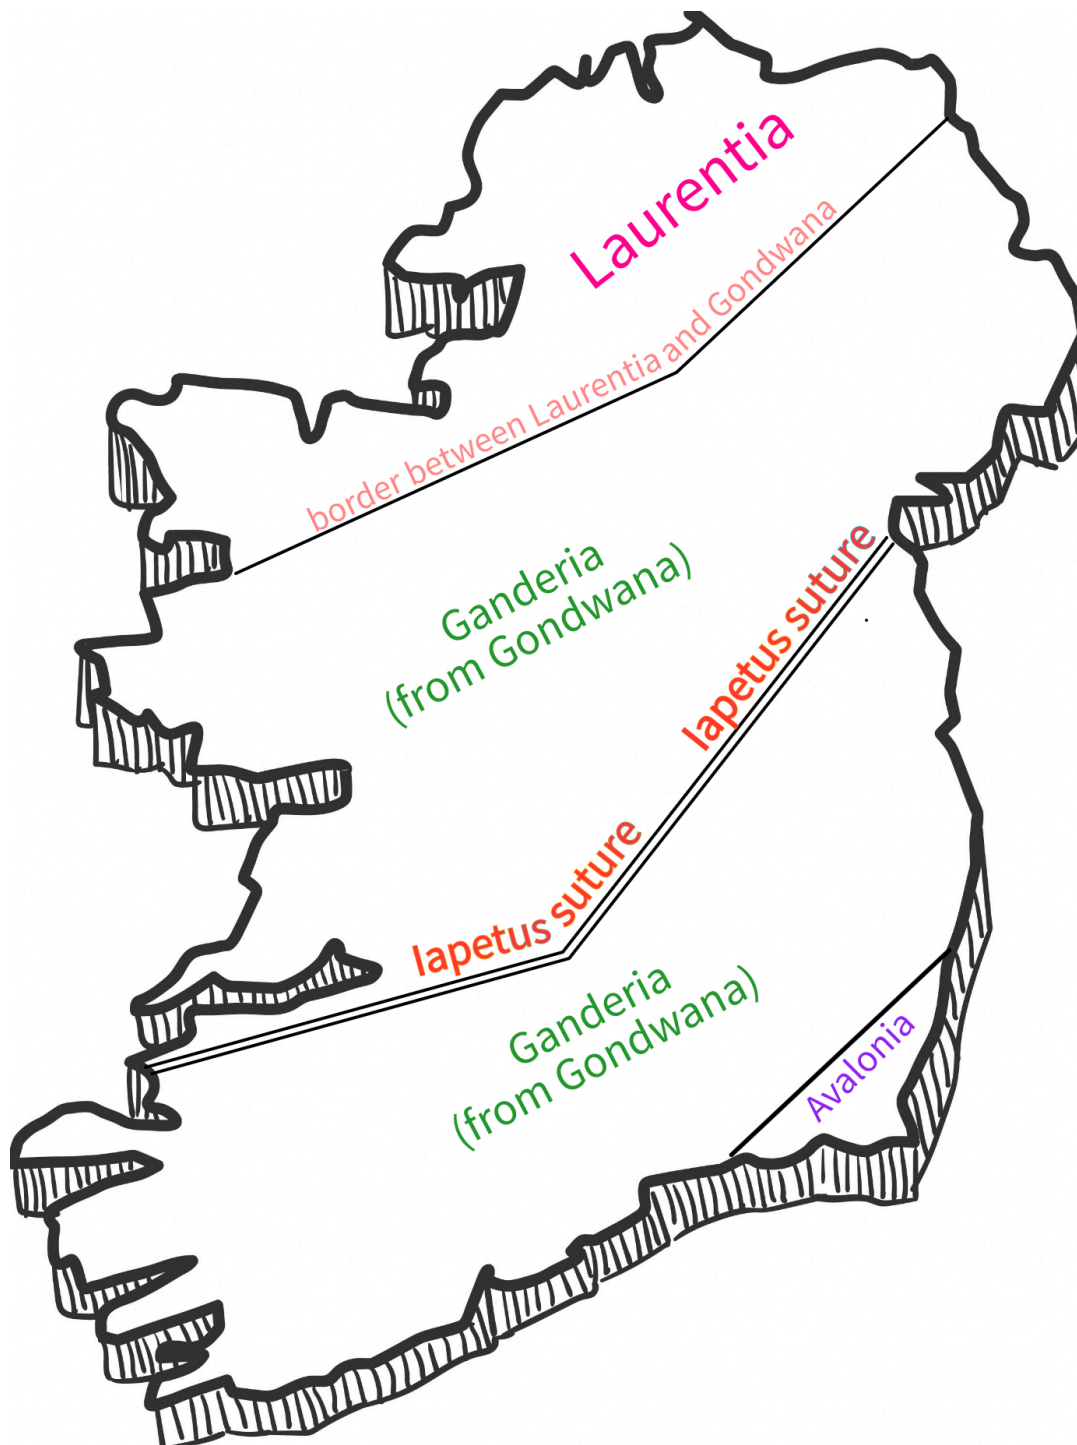 Laurentia
border between Laurentia and Gondwana
Ganderia
(from Gondwana)
Iapetus suture
Iapetus suture
Ganderia
(from Gondwana)
Avalonia